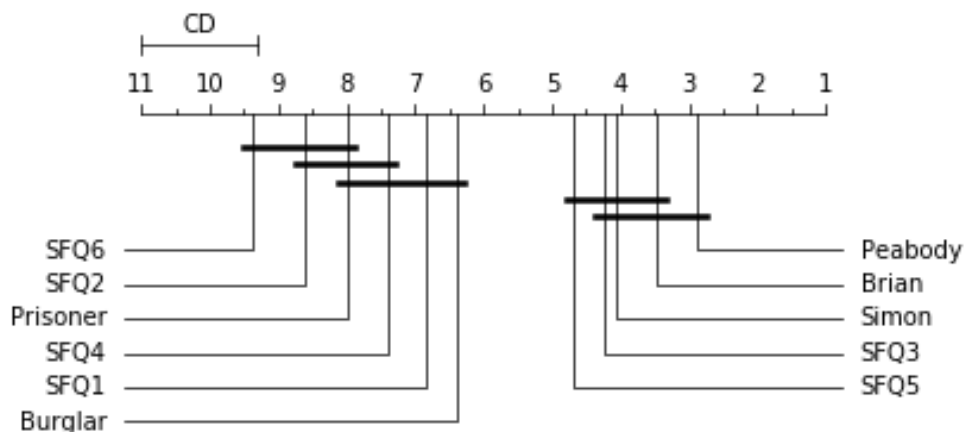 CD
11 10 9 8 7 6 5 4 3 2 1
SFQ6 Peabody
SFQ2 Brian
Prisoner Simon
SFQ4 SFQ3
SFQ1 SFQ5
Burglar